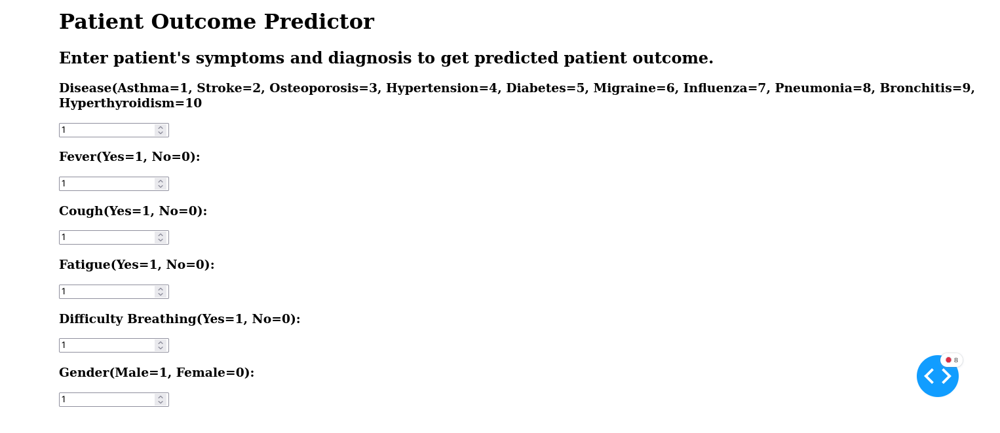 Patient Outcome Predictor
Enter patient's symptoms and diagnosis to get predicted patient outcome.
Disease(Asthma=1, Stroke=2, Osteoporosis=3, Hypertension=4, Diabetes=5, Migraine=6, Influenza=7, Pneumonia=8, Bronchitis=9,
Hyperthyroidism=10
1
Fever(Yes=1, No=0):
1
Cough(Yes=1, No=0):
1
Fatigue(Yes=1, No=0):
1
Difficulty Breathing(Yes=1, No=0):
1
8
Gender(Male=1, Female=0):
1